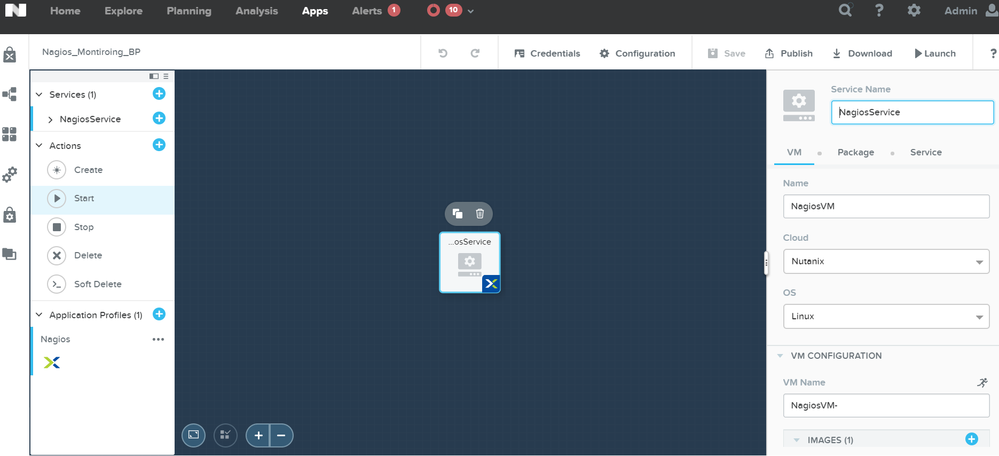 N Home Explore Planning Analysis Apps Alerts 1 10 ? Admin
Nagios_Montiroing_BP Credentials Configuration Save Publish Download Launch ?
Services (1)
NagiosService
Actions
Create
Start
Stop
Delete
Soft Delete
Application Profiles (1)
Nagios
...osService
Service Name
NagiosService
VM Package Service
Name
NagiosVM
Cloud
Nutanix
OS
Linux
VM CONFIGURATION
VM Name
NagiosVM-
IMAGES (1)